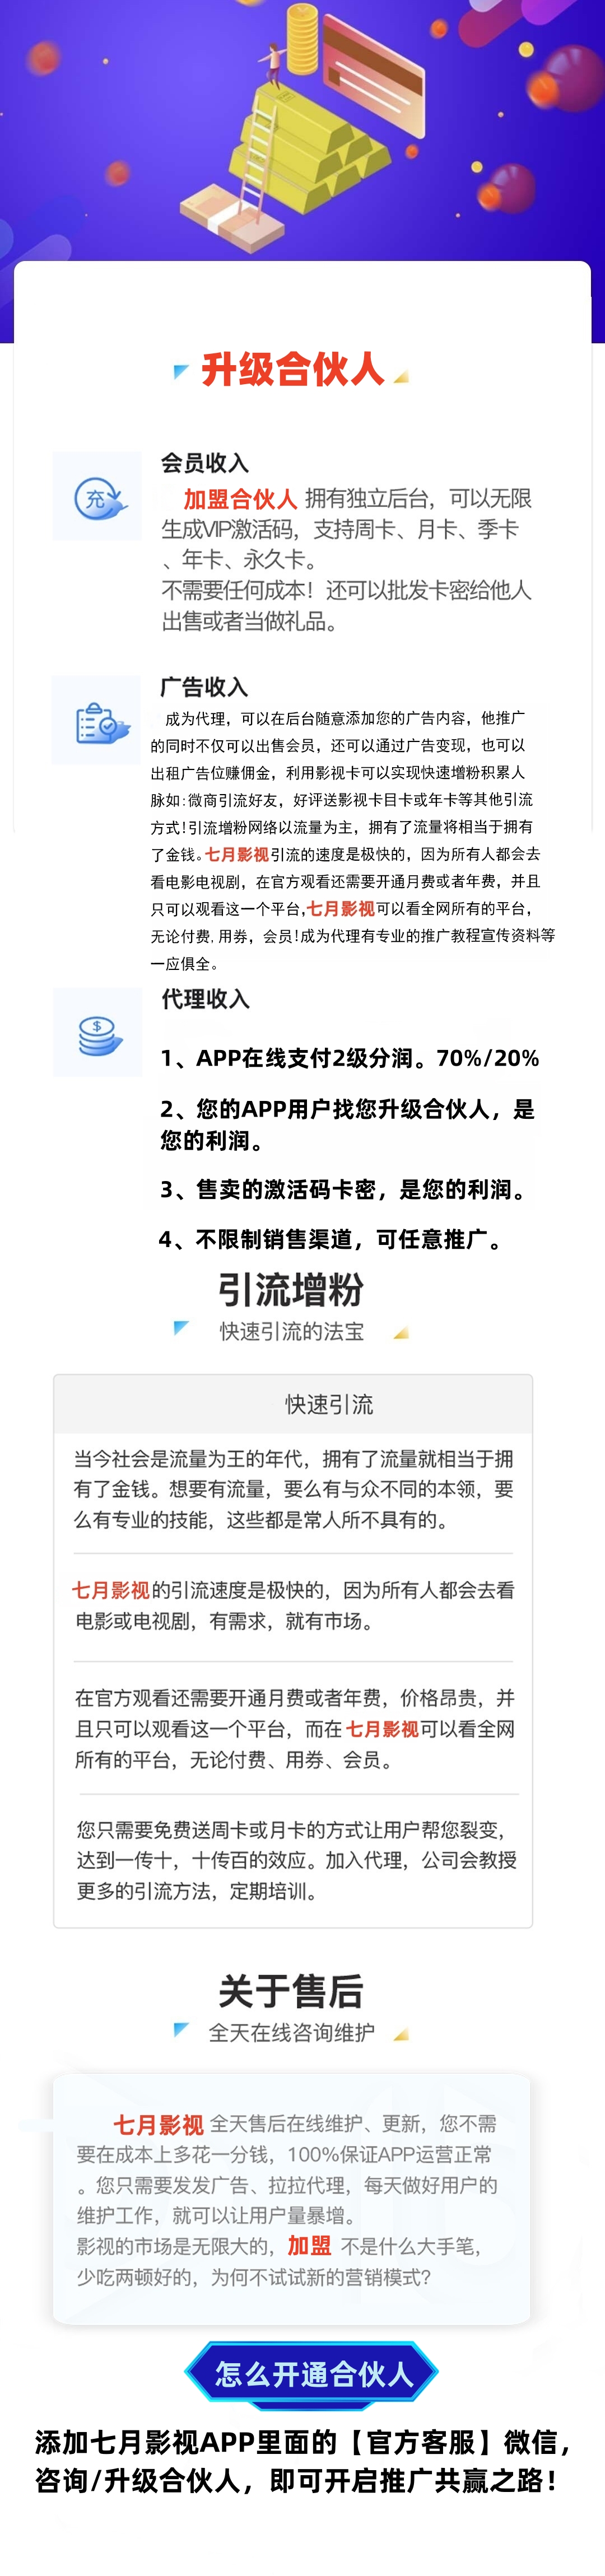 升级合伙人
充
会员收入
加盟合伙人 拥有独立后台，可以无限
生成VIP激活码，支持周卡、月卡、季卡
、年卡、永久卡。
不需要任何成本！还可以批发卡密给他人
出售或者当做礼品。
广告收入
成为代理，可以在后台随意添加您的广告内容，他推广
的同时不仅可以出售会员，还可以通过广告变现，也可以
出租广告位赚佣金，利用影视卡可以实现快速增粉积累人
脉如:微商引流好友，好评送影视卡目卡或年卡等其他引流
方式!引流增粉网络以流量为主，拥有了流量将相当于拥有
了金钱。七月影视引流的速度是极快的，因为所有人都会去
看电影电视剧，在官方观看还需要开通月费或者年费，并且
只可以观看这一个平台,七月影视可以看全网所有的平台，
无论付费,用券，会员!成为代理有专业的推广教程宣传资料等
一应俱全。
$
代理收入
1、APP在线支付2级分润。70%/20%
2、您的APP用户找您升级合伙人，是
您的利润。
3、售卖的激活码卡密，是您的利润。
4、不限制销售渠道，可任意推广。
引流增粉
快速引流的法宝
快速引流
当今社会是流量为王的年代，拥有了流量就相当于拥
有了金钱。想要有流量，要么有与众不同的本领，要
么有专业的技能，这些都是常人所不具有的。
七月影视的引流速度是极快的，因为所有人都会去看
电影或电视剧，有需求，就有市场。
在官方观看还需要开通月费或者年费，价格昂贵，并
且只可以观看这一个平台，而在七月影视可以看全网
所有的平台，无论付费、用券、会员。
您只需要免费送周卡或月卡的方式让用户帮您裂变，
达到一传十，十传百的效应。加入代理，公司会教授
更多的引流方法，定期培训。
关于售后
全天在线咨询维护
七月影视 全天售后在线维护、更新，您不需
要在成本上多花一分钱，100%保证APP运营正常
。您只需要发发广告、拉拉代理，每天做好用户的
维护工作，就可以让用户量暴增。
影视的市场是无限大的，加盟 不是什么大手笔，
少吃两顿好的，为何不试试新的营销模式?
怎么开通合伙人
添加七月影视APP里面的【官方客服】微信，
咨询/升级合伙人，即可开启推广共赢之路！